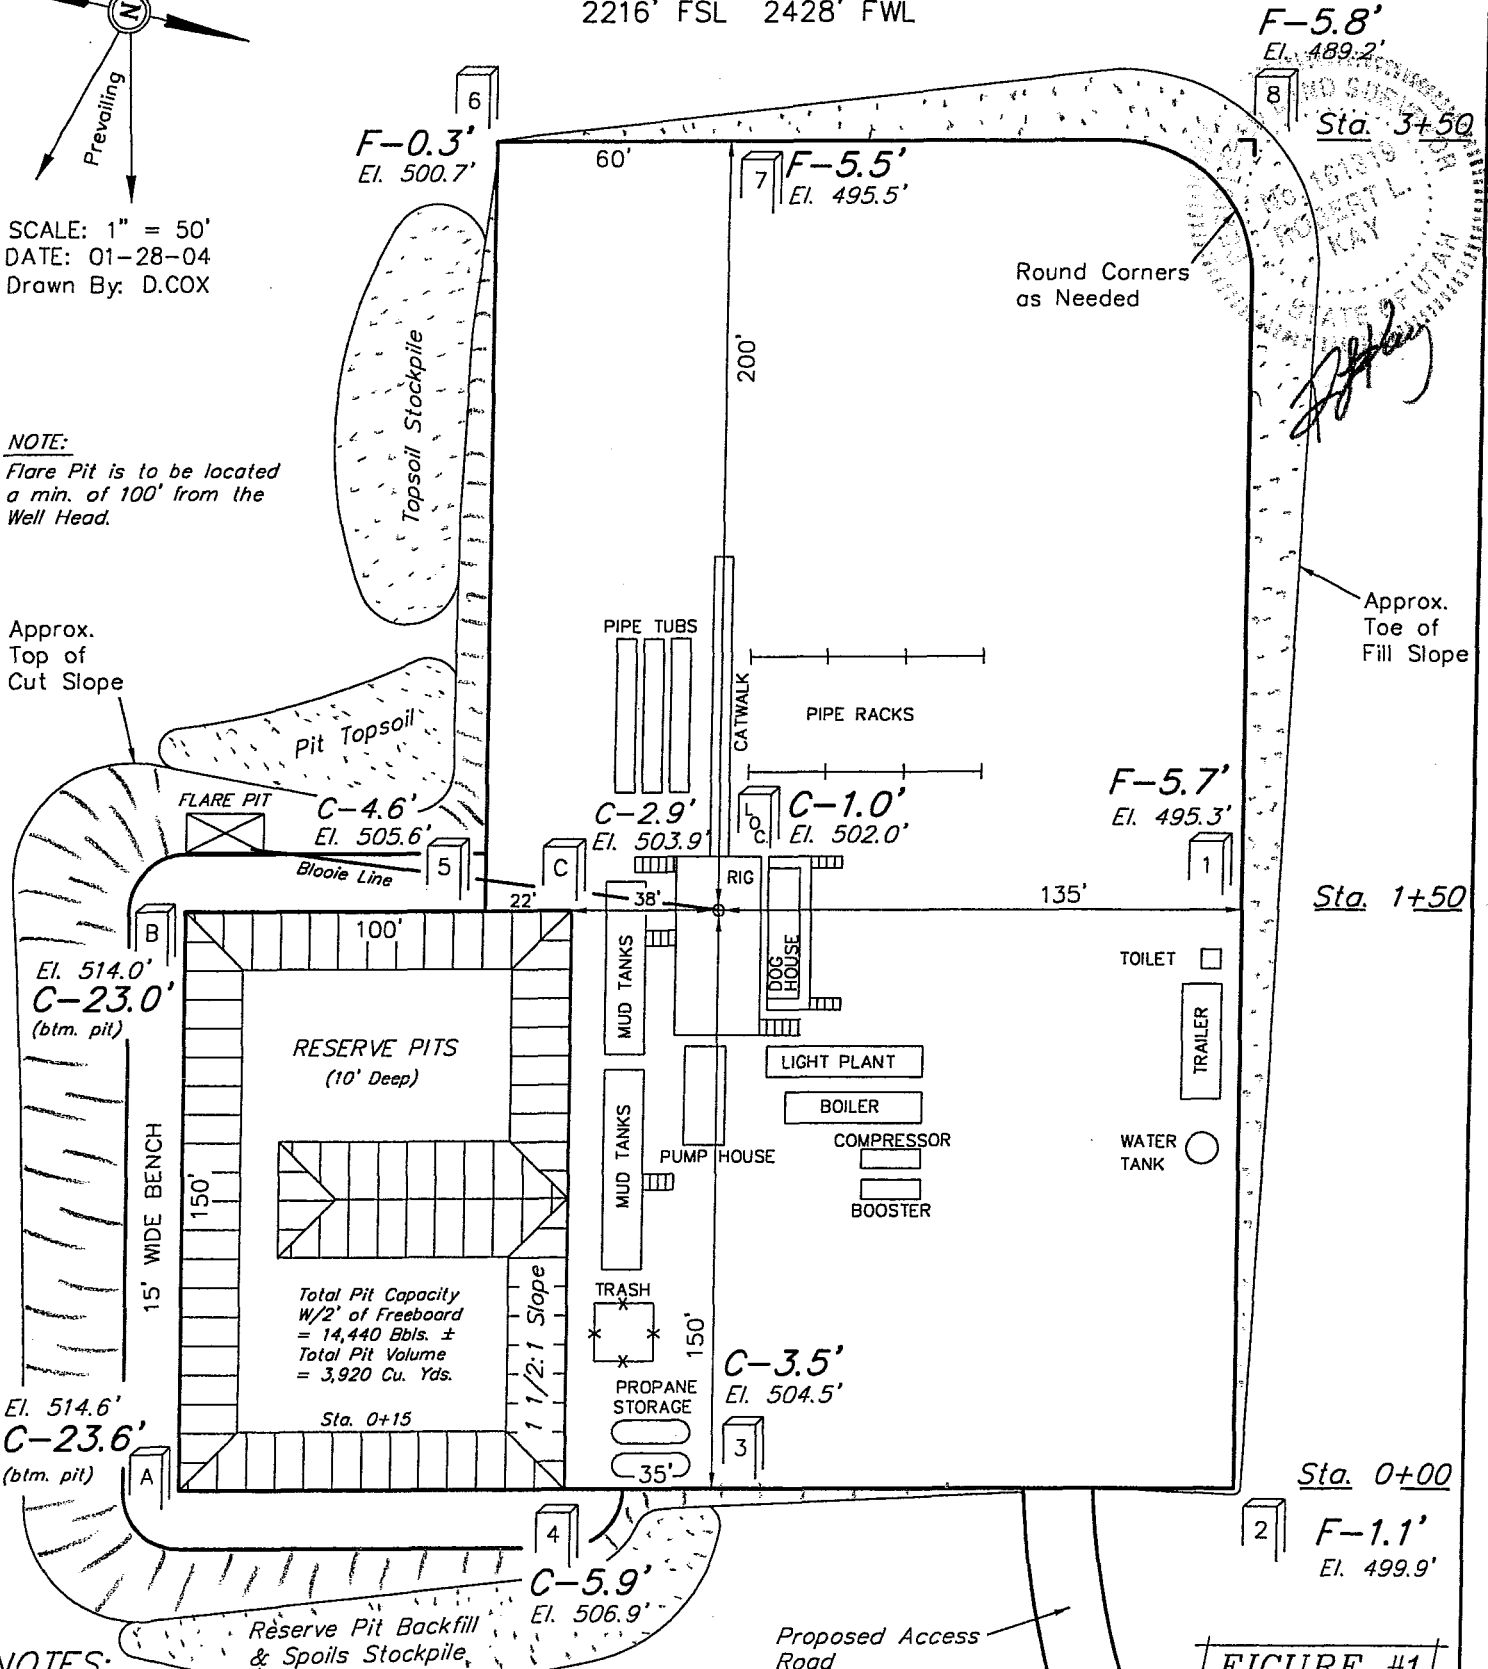 2216' FSL 2428' FWL
F-5.8'
El. 489.2'
N
Prevailing
6
8
Sta. 3+50
F-0.3'
El. 500.7'
60'
7
F-5.5'
El. 495.5'
No. 161319
ROBERT L.
KAY
STATE OF UTAH
SCALE: 1" = 50'
DATE: 01-28-04
Drawn By: D.COX
Round Corners
as Needed
200'
Topsoil Stockpile
NOTE:
Flare Pit is to be located
a min. of 100' from the
Well Head.
Approx.
Top of
Cut Slope
Approx.
Toe of
Fill Slope
PIPE TUBS
CATWALK
PIPE RACKS
Pit Topsoil
FLARE PIT
C-4.6'
El. 505.6'
C-2.9'
El. 503.9'
LOC.
C-1.0'
El. 502.0'
F-5.7'
El. 495.3'
5
C
1
Blooie Line
RIG
22'
38'
135'
Sta. 1+50
B
100'
El. 514.0'
C-23.0'
(btm. pit)
MUD TANKS
DOG HOUSE
TOILET
TRAILER
RESERVE PITS
(10' Deep)
LIGHT PLANT
BOILER
COMPRESSOR
PUMP HOUSE
WATER
TANK
MUD TANKS
BOOSTER
15' WIDE BENCH
150'
Total Pit Capacity
W/2' of Freeboard
= 14,440 Bbls. ±
Total Pit Volume
= 3,920 Cu. Yds.
1 1/2:1 Slope
TRASH
150'
C-3.5'
El. 504.5'
PROPANE
STORAGE
El. 514.6'
C-23.6'
(btm. pit)
Sta. 0+15
A
35'
3
Sta. 0+00
4
2
F-1.1'
El. 499.9'
C-5.9'
El. 506.9'
Reserve Pit Backfill
& Spoils Stockpile
Proposed Access
Road
NOTES:
FIGURE #1